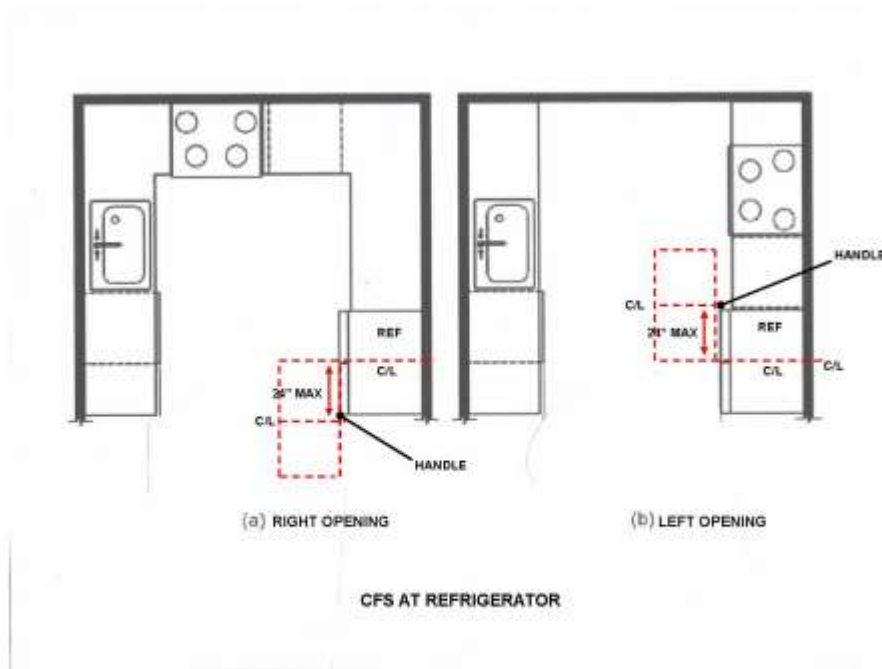 HANDLE
C/L
24" MAX
REF
C/L
C/L
REF
C/L
24" MAX
C/L
HANDLE
(a) RIGHT OPENING
(b) LEFT OPENING
CFS AT REFRIGERATOR